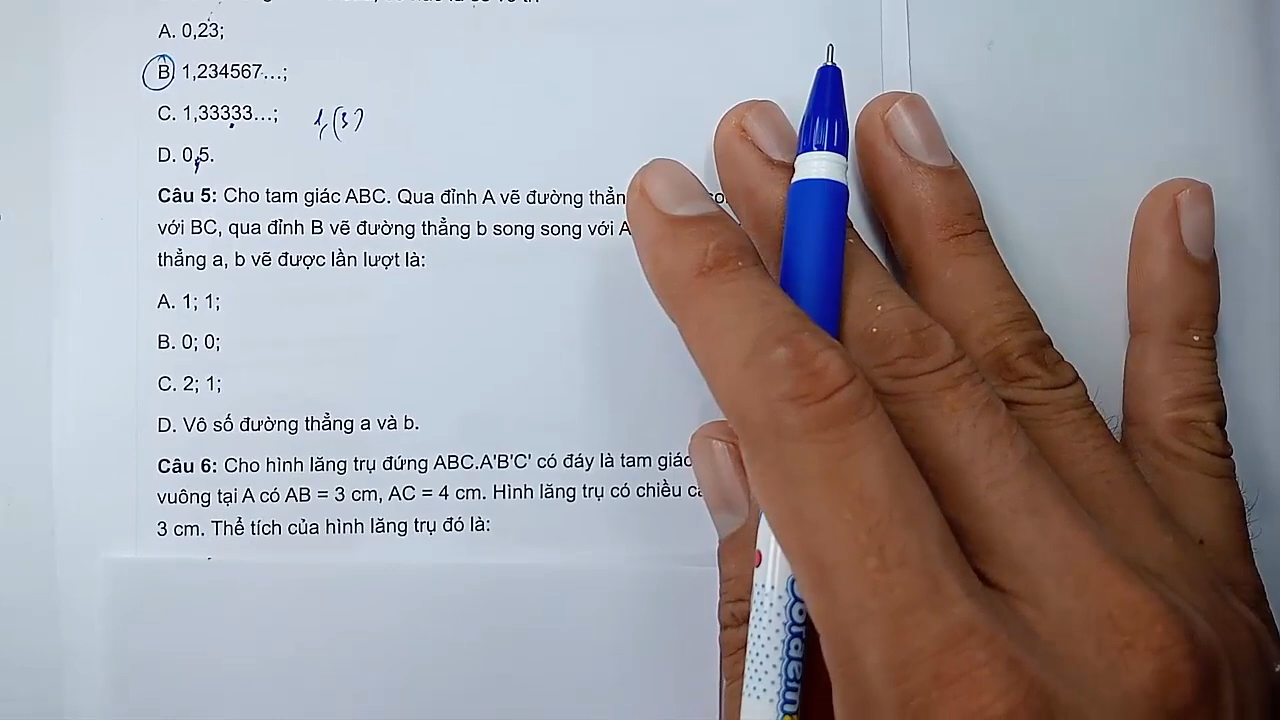 A. 0,23;
B. 1,234567...;
C. 1,33333...; 1,(3)
D. 0,5.
Câu 5: Cho tam giác ABC. Qua đỉnh A vẽ đường
với BC, qua đỉnh B vẽ đường thẳng b song song với
thẳng a, b vẽ được lần lượt là:
A. 1; 1;
B. 0; 0;
C. 2; 1;
D. Vô số đường thẳng a và b.
Câu 6: Cho hình lăng trụ đứng ABC.A'B'C' có đáy là tam giác
vuông tại A có AB = 3 cm, AC = 4 cm. Hình lăng trụ có chiều
3 cm. Thể tích của hình lăng trụ đó là: